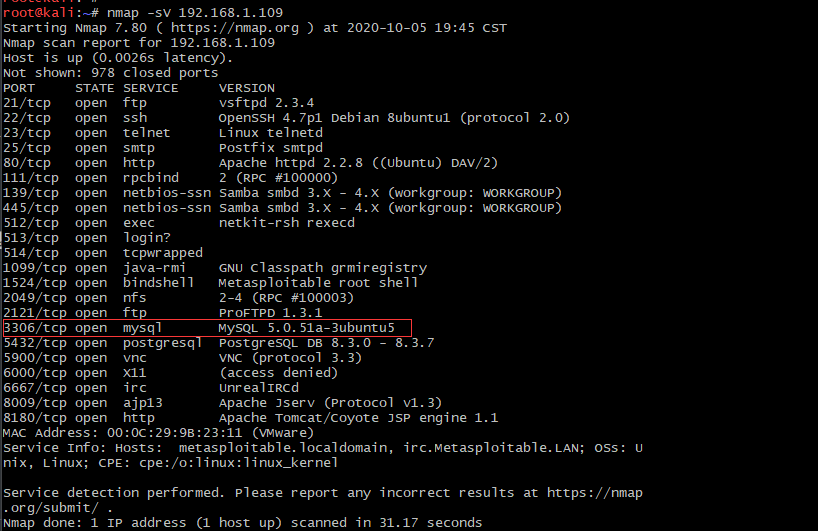 root@kali:~# nmap -sV 192.168.1.109
Starting Nmap 7.80 ( https://nmap.org ) at 2020-10-05 19:45 CST
Nmap scan report for 192.168.1.109
Host is up (0.0026s latency).
Not shown: 978 closed ports
PORT     STATE SERVICE     VERSION
21/tcp   open  ftp         vsftpd 2.3.4
22/tcp   open  ssh         OpenSSH 4.7p1 Debian 8ubuntu1 (protocol 2.0)
23/tcp   open  telnet      Linux telnetd
25/tcp   open  smtp        Postfix smtpd
80/tcp   open  http        Apache httpd 2.2.8 ((Ubuntu) DAV/2)
111/tcp  open  rpcbind     2 (RPC #100000)
139/tcp  open  netbios-ssn Samba smbd 3.X - 4.X (workgroup: WORKGROUP)
445/tcp  open  netbios-ssn Samba smbd 3.X - 4.X (workgroup: WORKGROUP)
512/tcp  open  exec        netkit-rsh rexecd
513/tcp  open  login?
514/tcp  open  tcpwrapped
1099/tcp open  java-rmi    GNU Classpath grmiregistry
1524/tcp open  bindshell   Metasploitable root shell
2049/tcp open  nfs         2-4 (RPC #100003)
2121/tcp open  ftp         ProFTPD 1.3.1
3306/tcp open  mysql       MySQL 5.0.51a-3ubuntu5
5432/tcp open  postgresql  PostgreSQL DB 8.3.0 - 8.3.7
5900/tcp open  vnc         VNC (protocol 3.3)
6000/tcp open  X11         (access denied)
6667/tcp open  irc         UnrealIRCd
8009/tcp open  ajp13       Apache Jserv (Protocol v1.3)
8180/tcp open  http        Apache Tomcat/Coyote JSP engine 1.1
MAC Address: 00:0C:29:9B:23:11 (VMware)
Service Info: Hosts:  metasploitable.localdomain, irc.Metasploitable.LAN; OSs: U
nix, Linux; CPE: cpe:/o:linux:linux_kernel

Service detection performed. Please report any incorrect results at https://nmap
.org/submit/ .
Nmap done: 1 IP address (1 host up) scanned in 31.17 seconds